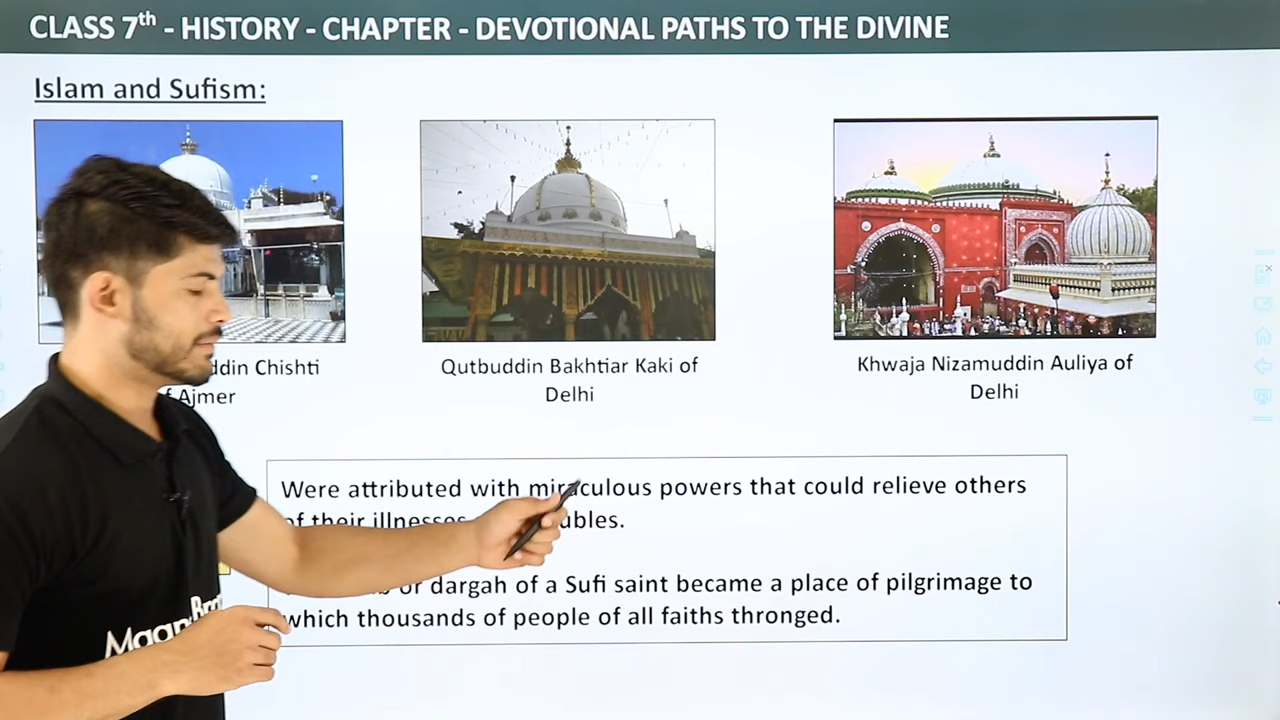 CLASS 7th - HISTORY - CHAPTER - DEVOTIONAL PATHS TO THE DIVINE
Islam and Sufism:
ddin Chishti
f Ajmer
Qutbuddin Bakhtiar Kaki of
Delhi
Khwaja Nizamuddin Auliya of
Delhi
Were attributed with miraculous powers that could relieve others
of their illnesses ubles.
or dargah of a Sufi saint became a place of pilgrimage to
which thousands of people of all faiths thronged.